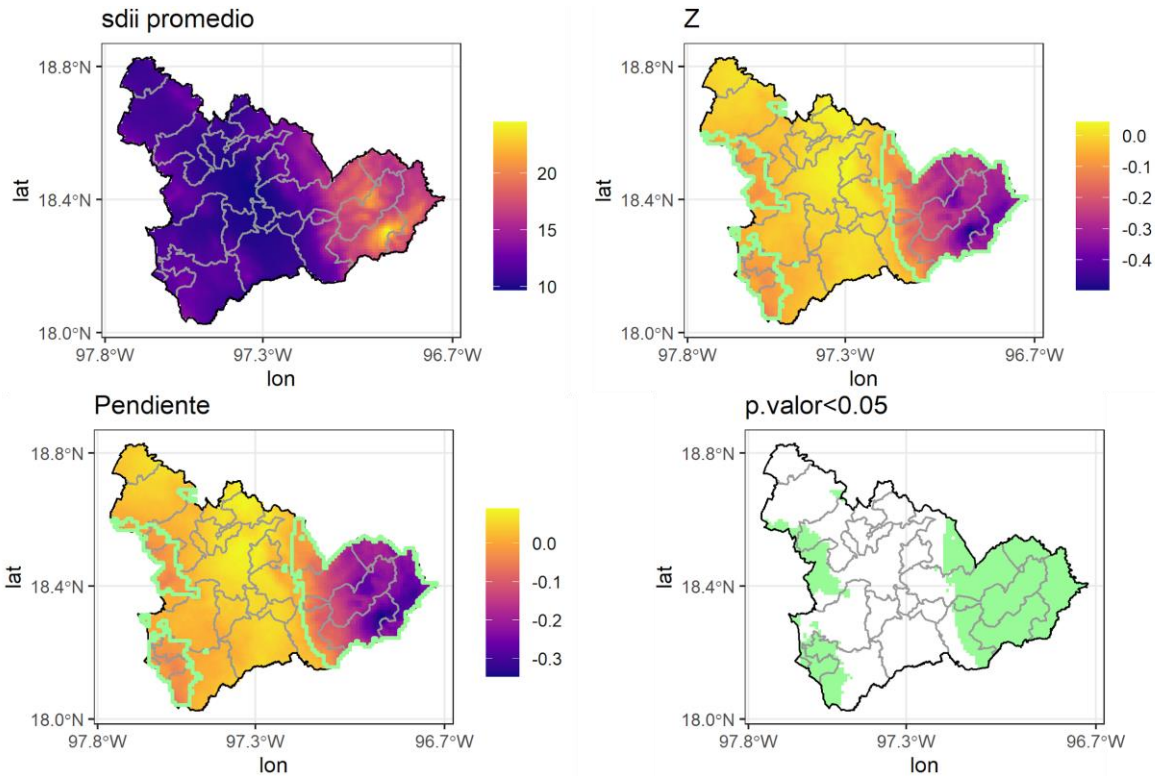 sdii promedio
18.8°N
18.4°N
18.0°N
lat
97.8°W 97.3°W 96.7°W
lon
20
15
10
Z
18.8°N
18.4°N
18.0°N
lat
97.8°W 97.3°W 96.7°W
lon
0.0
-0.1
-0.2
-0.3
-0.4
Pendiente
18.8°N
18.4°N
18.0°N
lat
97.8°W 97.3°W 96.7°W
lon
0.0
-0.1
-0.2
-0.3
p.valor<0.05
18.8°N
18.4°N
18.0°N
lat
97.8°W 97.3°W 96.7°W
lon